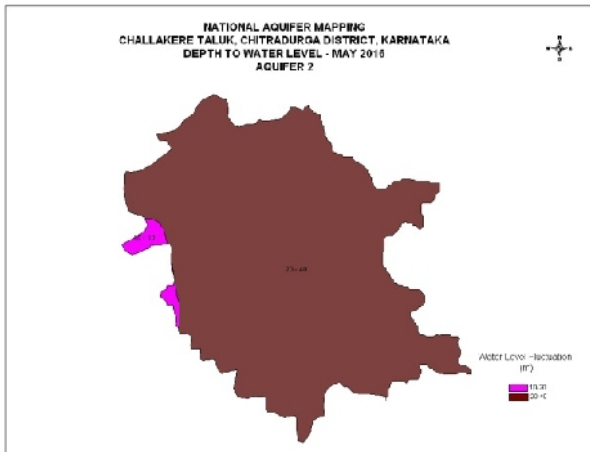 NATIONAL AQUIFER MAPPING
CHALLAKERE TALUK, CHITRADURGA DISTRICT, KARNATAKA
DEPTH TO WATER LEVEL - MAY 2016
AQUIFER 2
Water Level Fluctuation
(m)